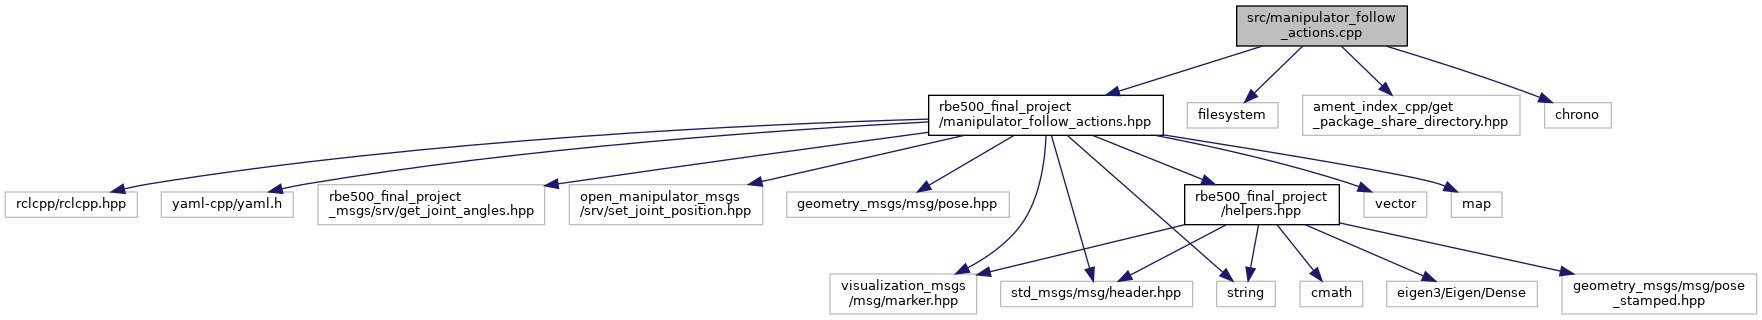 src/manipulator_follow
_actions.cpp
rbe500_final_project
/manipulator_follow_actions.hpp
filesystem
ament_index_cpp/get
_package_share_directory.hpp
chrono
rclcpp/rclcpp.hpp
yaml-cpp/yaml.h
rbe500_final_project
_msgs/srv/get_joint_angles.hpp
open_manipulator_msgs
/srv/set_joint_position.hpp
geometry_msgs/msg/pose.hpp
rbe500_final_project
/helpers.hpp
vector
map
visualization_msgs
/msg/marker.hpp
std_msgs/msg/header.hpp
string
cmath
eigen3/Eigen/Dense
geometry_msgs/msg/pose
_stamped.hpp